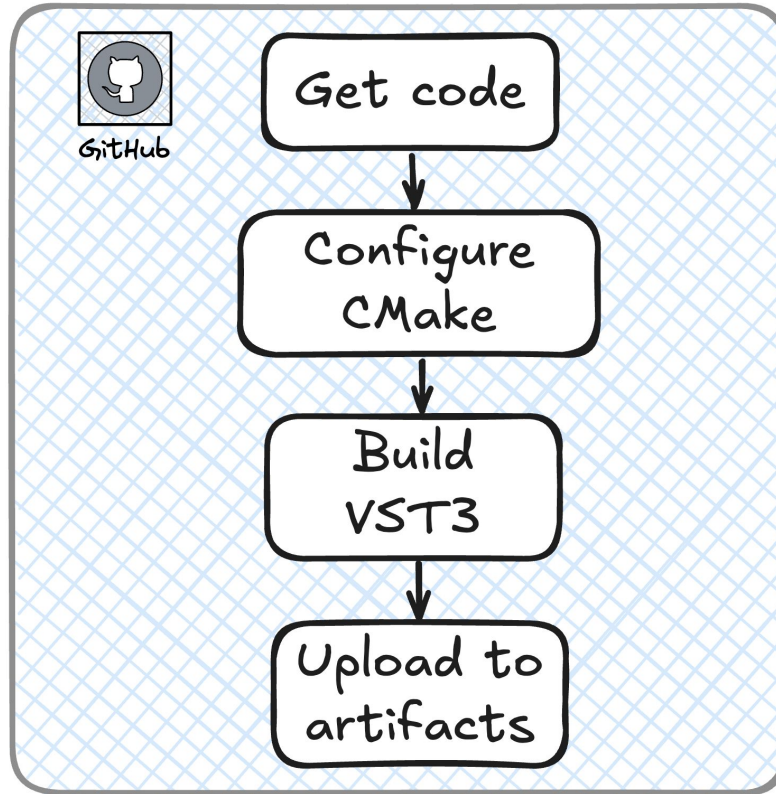 GitHub
Get code
Configure
CMake
Build
VST3
Upload to
artifacts